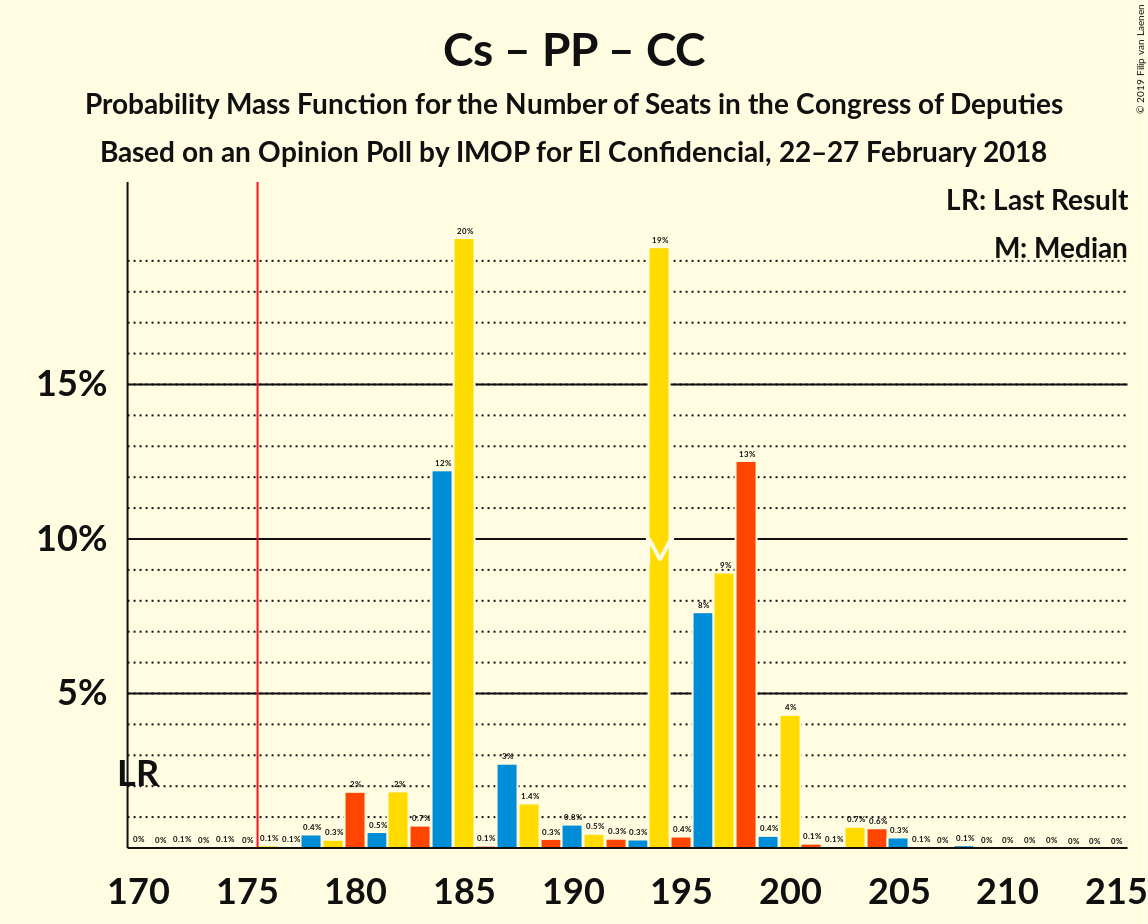 Cs – PP – CC
Probability Mass Function for the Number of Seats in the Congress of Deputies
Based on an Opinion Poll by IMOP for El Confidencial, 22–27 February 2018
© 2019 Filip van Laenen
LR: Last Result
M: Median
15%
10%
5%
LR
M
0% 0% 0.1% 0% 0.1% 0% 0.1% 0.1% 0.4% 0.3% 2% 0.5% 2% 0.7% 12% 20% 0.1% 3% 1.4% 0.3% 0.8% 0.5% 0.3% 0.3% 19% 0.4% 8% 9% 13% 0.4% 4% 0.1% 0.1% 0.7% 0.6% 0.3% 0.1% 0% 0.1% 0% 0% 0% 0% 0% 0% 0%
170 175 180 185 190 195 200 205 210 215